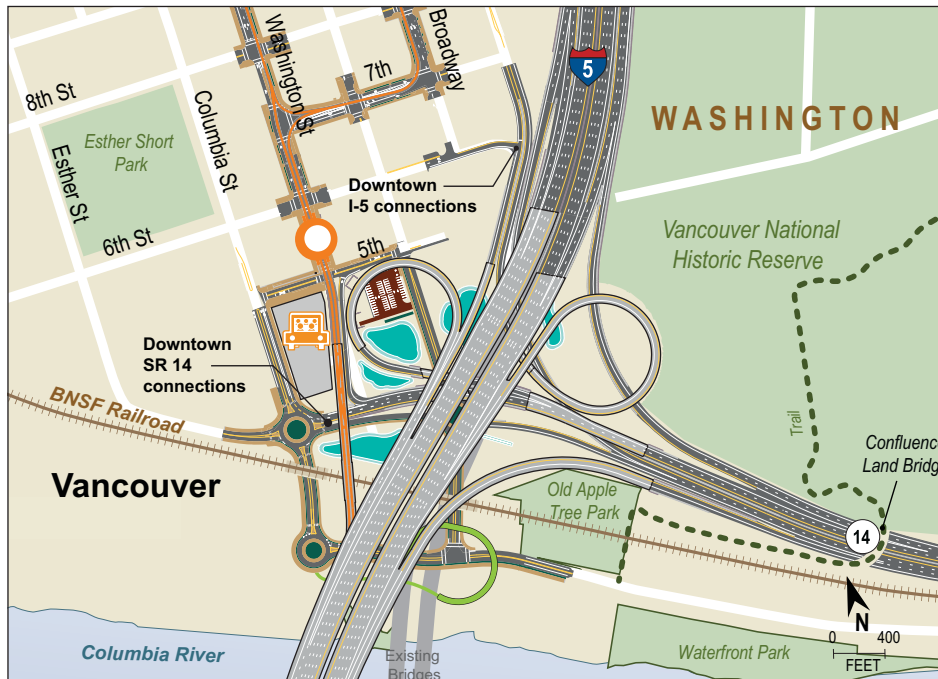 Washington St
Broadway
7th
8th St
5
WASHINGTON
Columbia St
Esther Short
Park
Esther St
Downtown
I-5 connections
6th St
5th
Vancouver National
Historic Reserve
Downtown
SR 14
connections
BNSF Railroad
Trail
Confluence
Land Bridge
Vancouver
Old Apple
Tree Park
14
N
0 400
FEET
Columbia River
Existing
Bridges
Waterfront Park